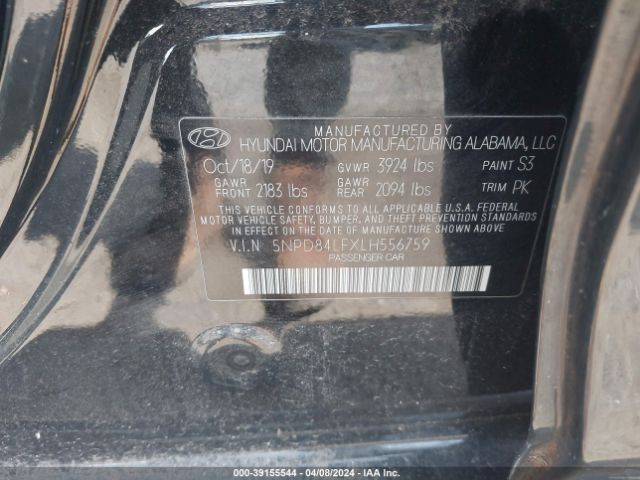 MANUFACTURED BY
HYUNDAI MOTOR MANUFACTURING ALABAMA, LLC
Oct/18/19 GVWR 3924 lbs PAINT S3
GAWR FRONT 2183 lbs GAWR REAR 2094 lbs TRIM PK
THIS VEHICLE CONFORMS TO ALL APPLICABLE U.S.A. FEDERAL
MOTOR VEHICLE SAFETY, BUMPER, AND THEFT PREVENTION STANDARDS
IN EFFECT ON THE DATE OF MANUFACTURE SHOWN ABOVE.
V.I.N 5NPD84LFXLH556759
PASSENGER CAR
000-39155544 - 04/08/2024 - IAA Inc.